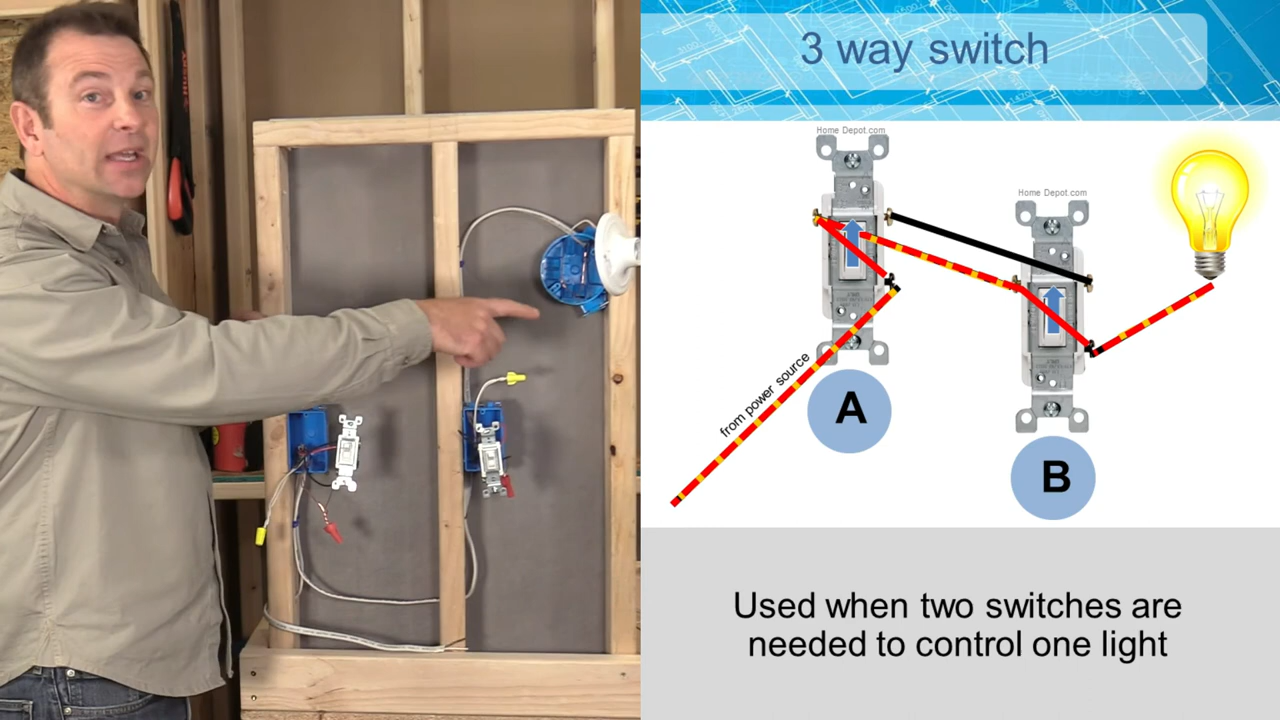 3 way switch
Home Depot.com
Home Depot.com
from power source
A
B
Used when two switches are
needed to control one light